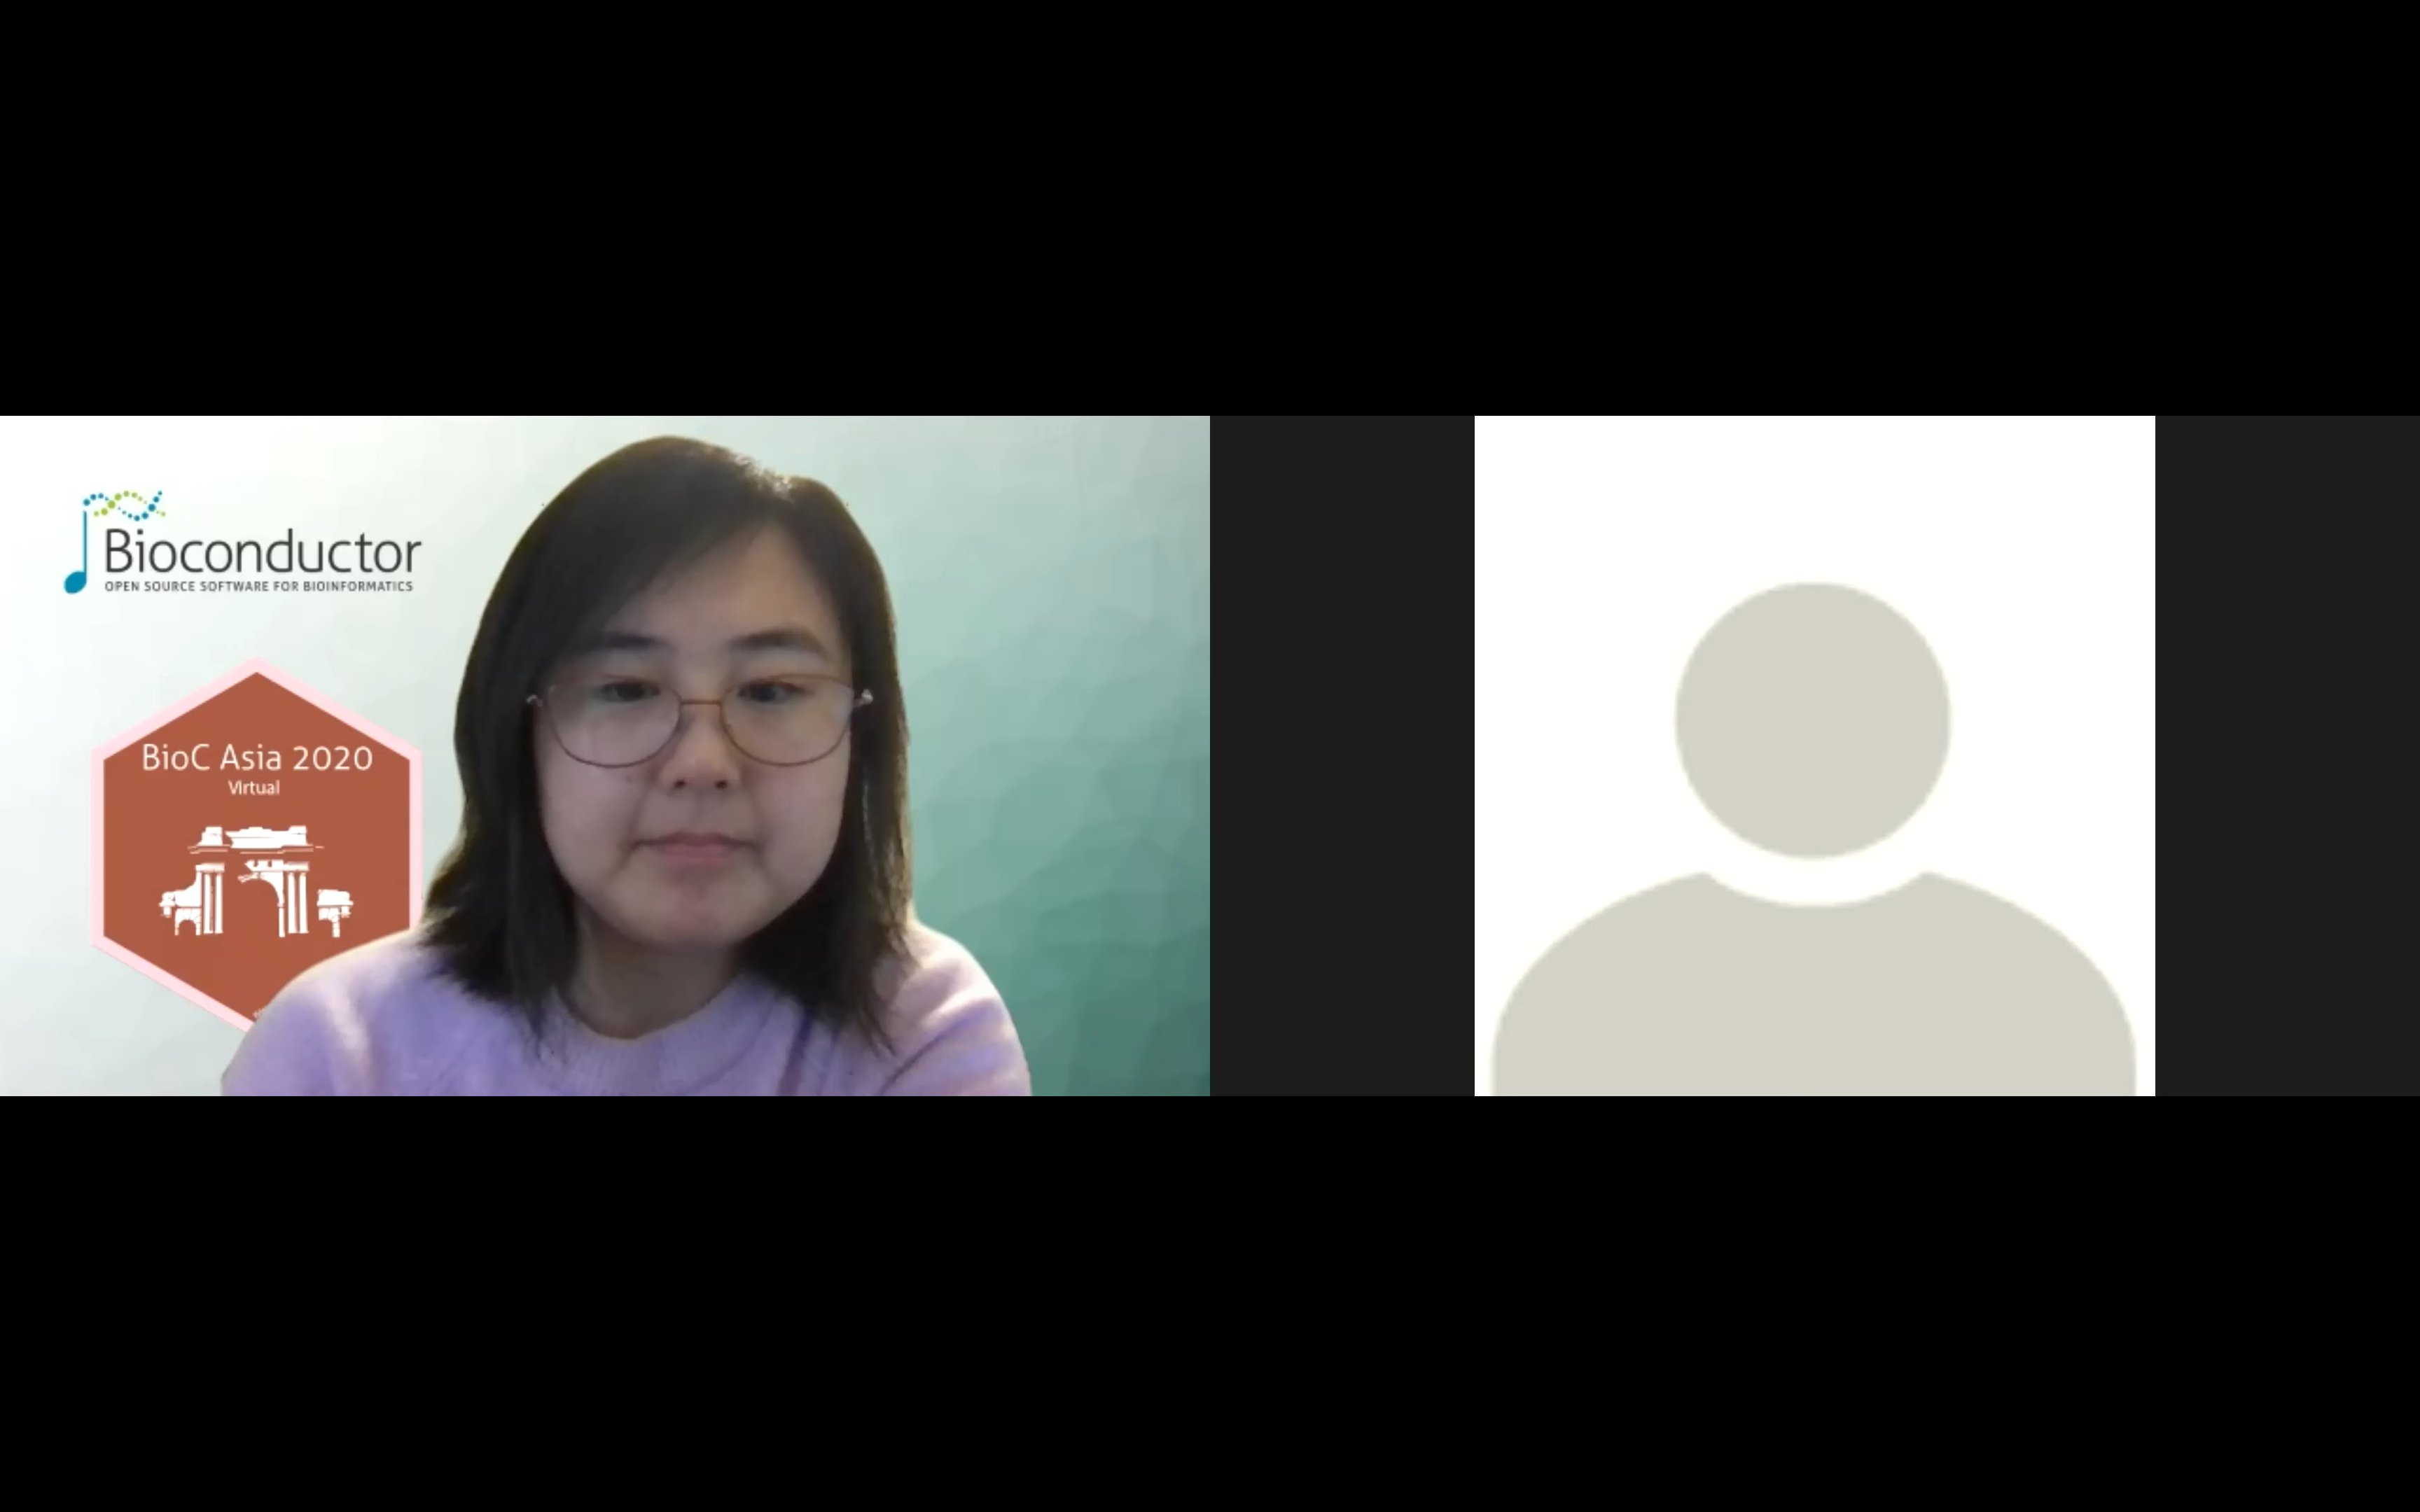 Bioconductor
OPEN SOURCE SOFTWARE FOR BIOINFORMATICS
BioC Asia 2020
Virtual